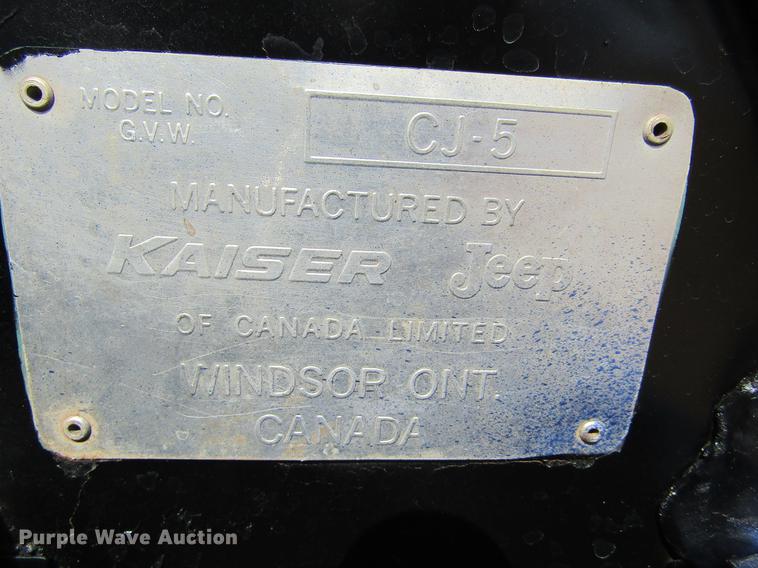 MODEL NO.
G.V.W.
CJ-5
MANUFACTURED BY
KAISER Jeep
OF CANADA LIMITED
WINDSOR ONT.
CANADA
Purple Wave Auction